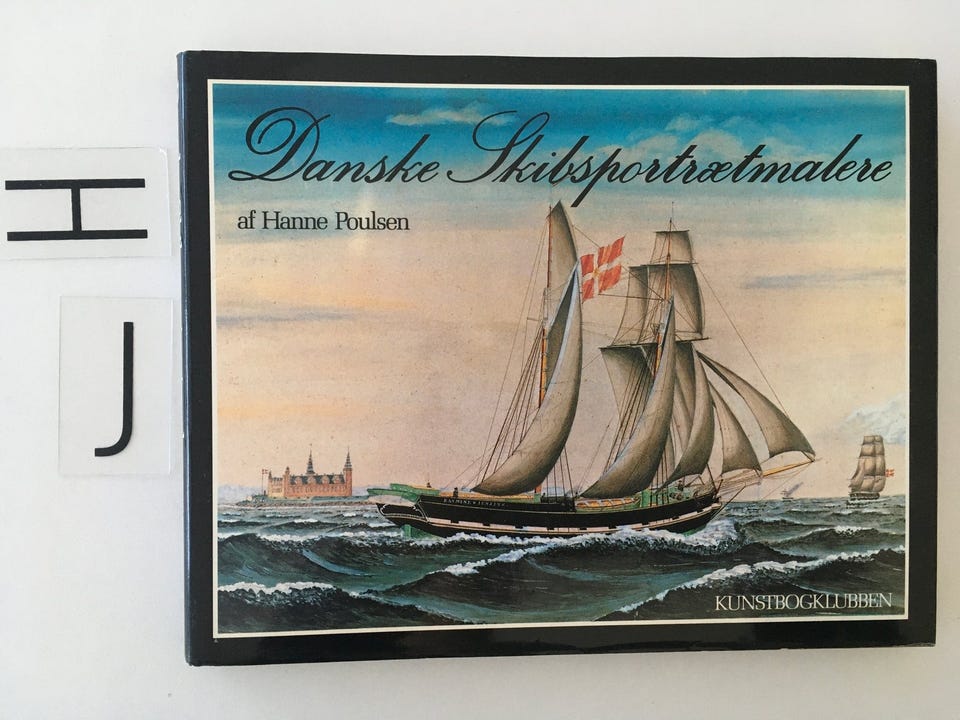 Danske Skibsportrætmalere
af Hanne Poulsen
KUNSTBOGKLUBBEN
H
J